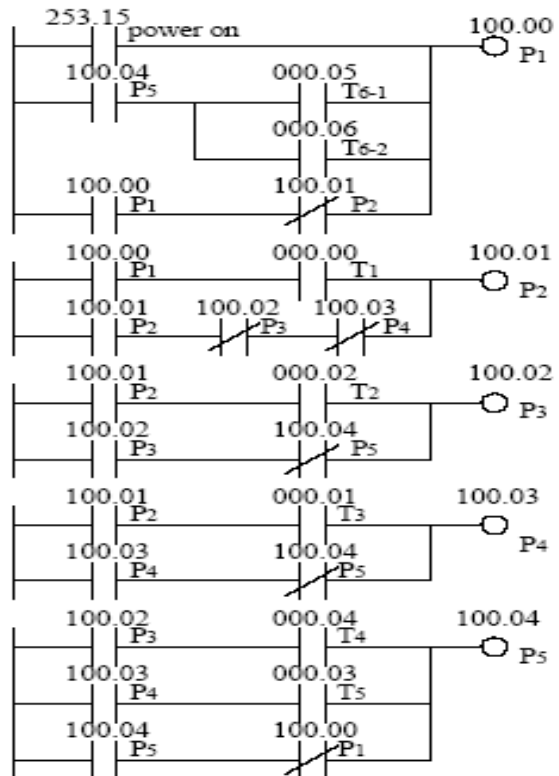 253.15 power on 100.00
P1
100.04 000.05
P5 T6-1
000.06
T6-2
100.00 100.01
P1 P2
100.00 000.00 100.01
P1 T1 P2
100.01 100.02 100.03
P2 P3 P4
100.01 000.02 100.02
P2 T2 P3
100.02 100.04
P3 P5
100.01 000.01 100.03
P2 T3 P4
100.03 100.04
P4 P5
100.02 000.04 100.04
P3 T4 P5
100.03 000.03
P4 T5
100.04 100.00
P5 P1